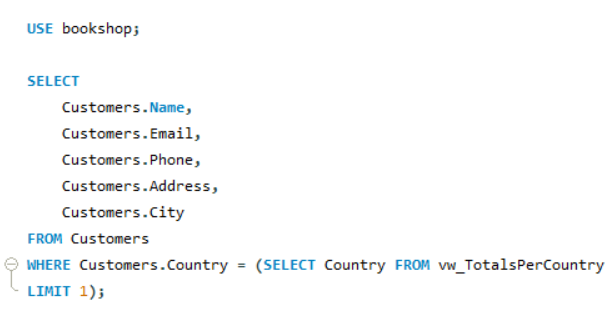 USE bookshop;
SELECT
Customers.Name,
Customers.Email,
Customers.Phone,
Customers.Address,
Customers.City
FROM Customers
WHERE Customers.Country = (SELECT Country FROM vw_TotalsPerCountry
LIMIT 1);